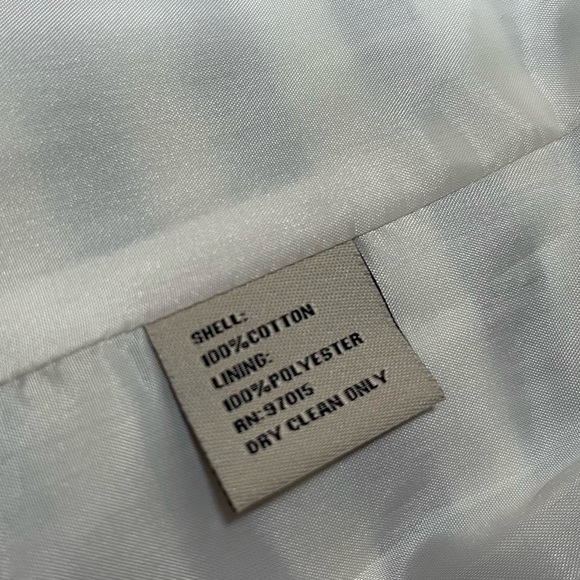 SHELL:
100%COTTON
LINING:
100%POLYESTER
RN:97015
DRY CLEAN ONLY